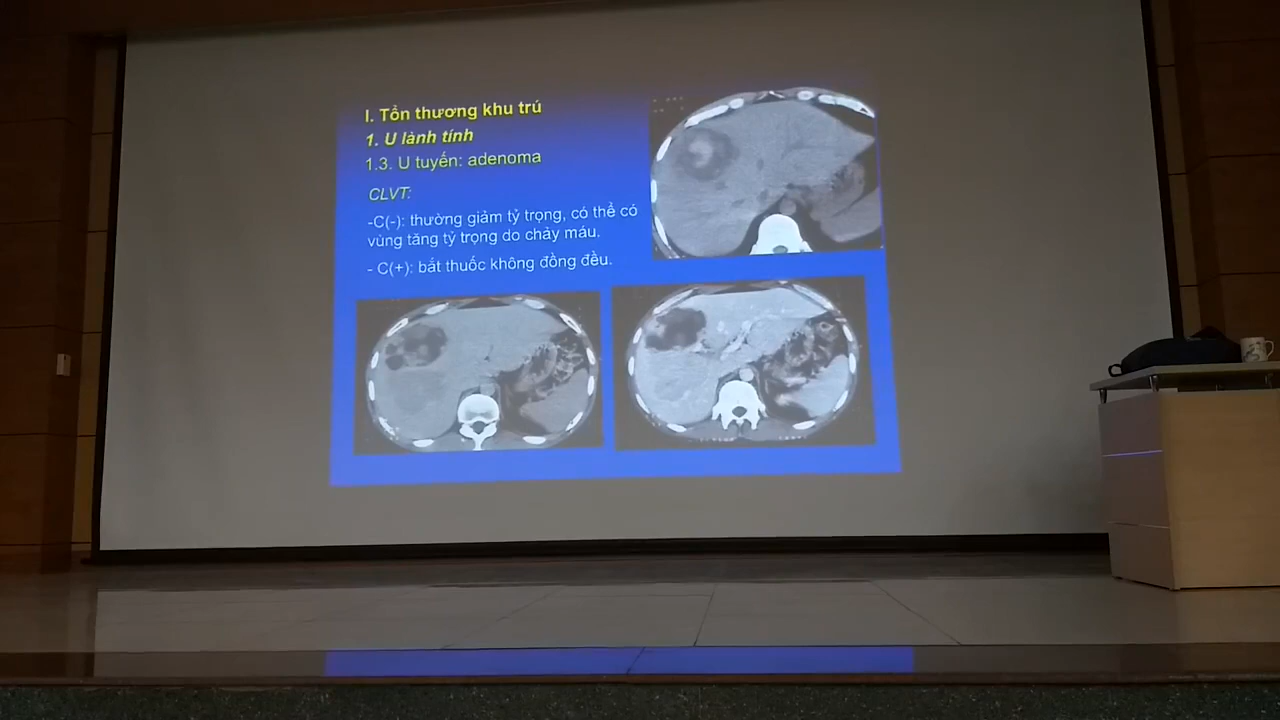 I. Tổn thương khu trú
1. U lành tính
1.3. U tuyến: adenoma
CLVT:
-C(-): thường giảm tỷ trọng, có thể có
vùng tăng tỷ trọng do chảy máu.
- C(+): bắt thuốc không đồng đều.